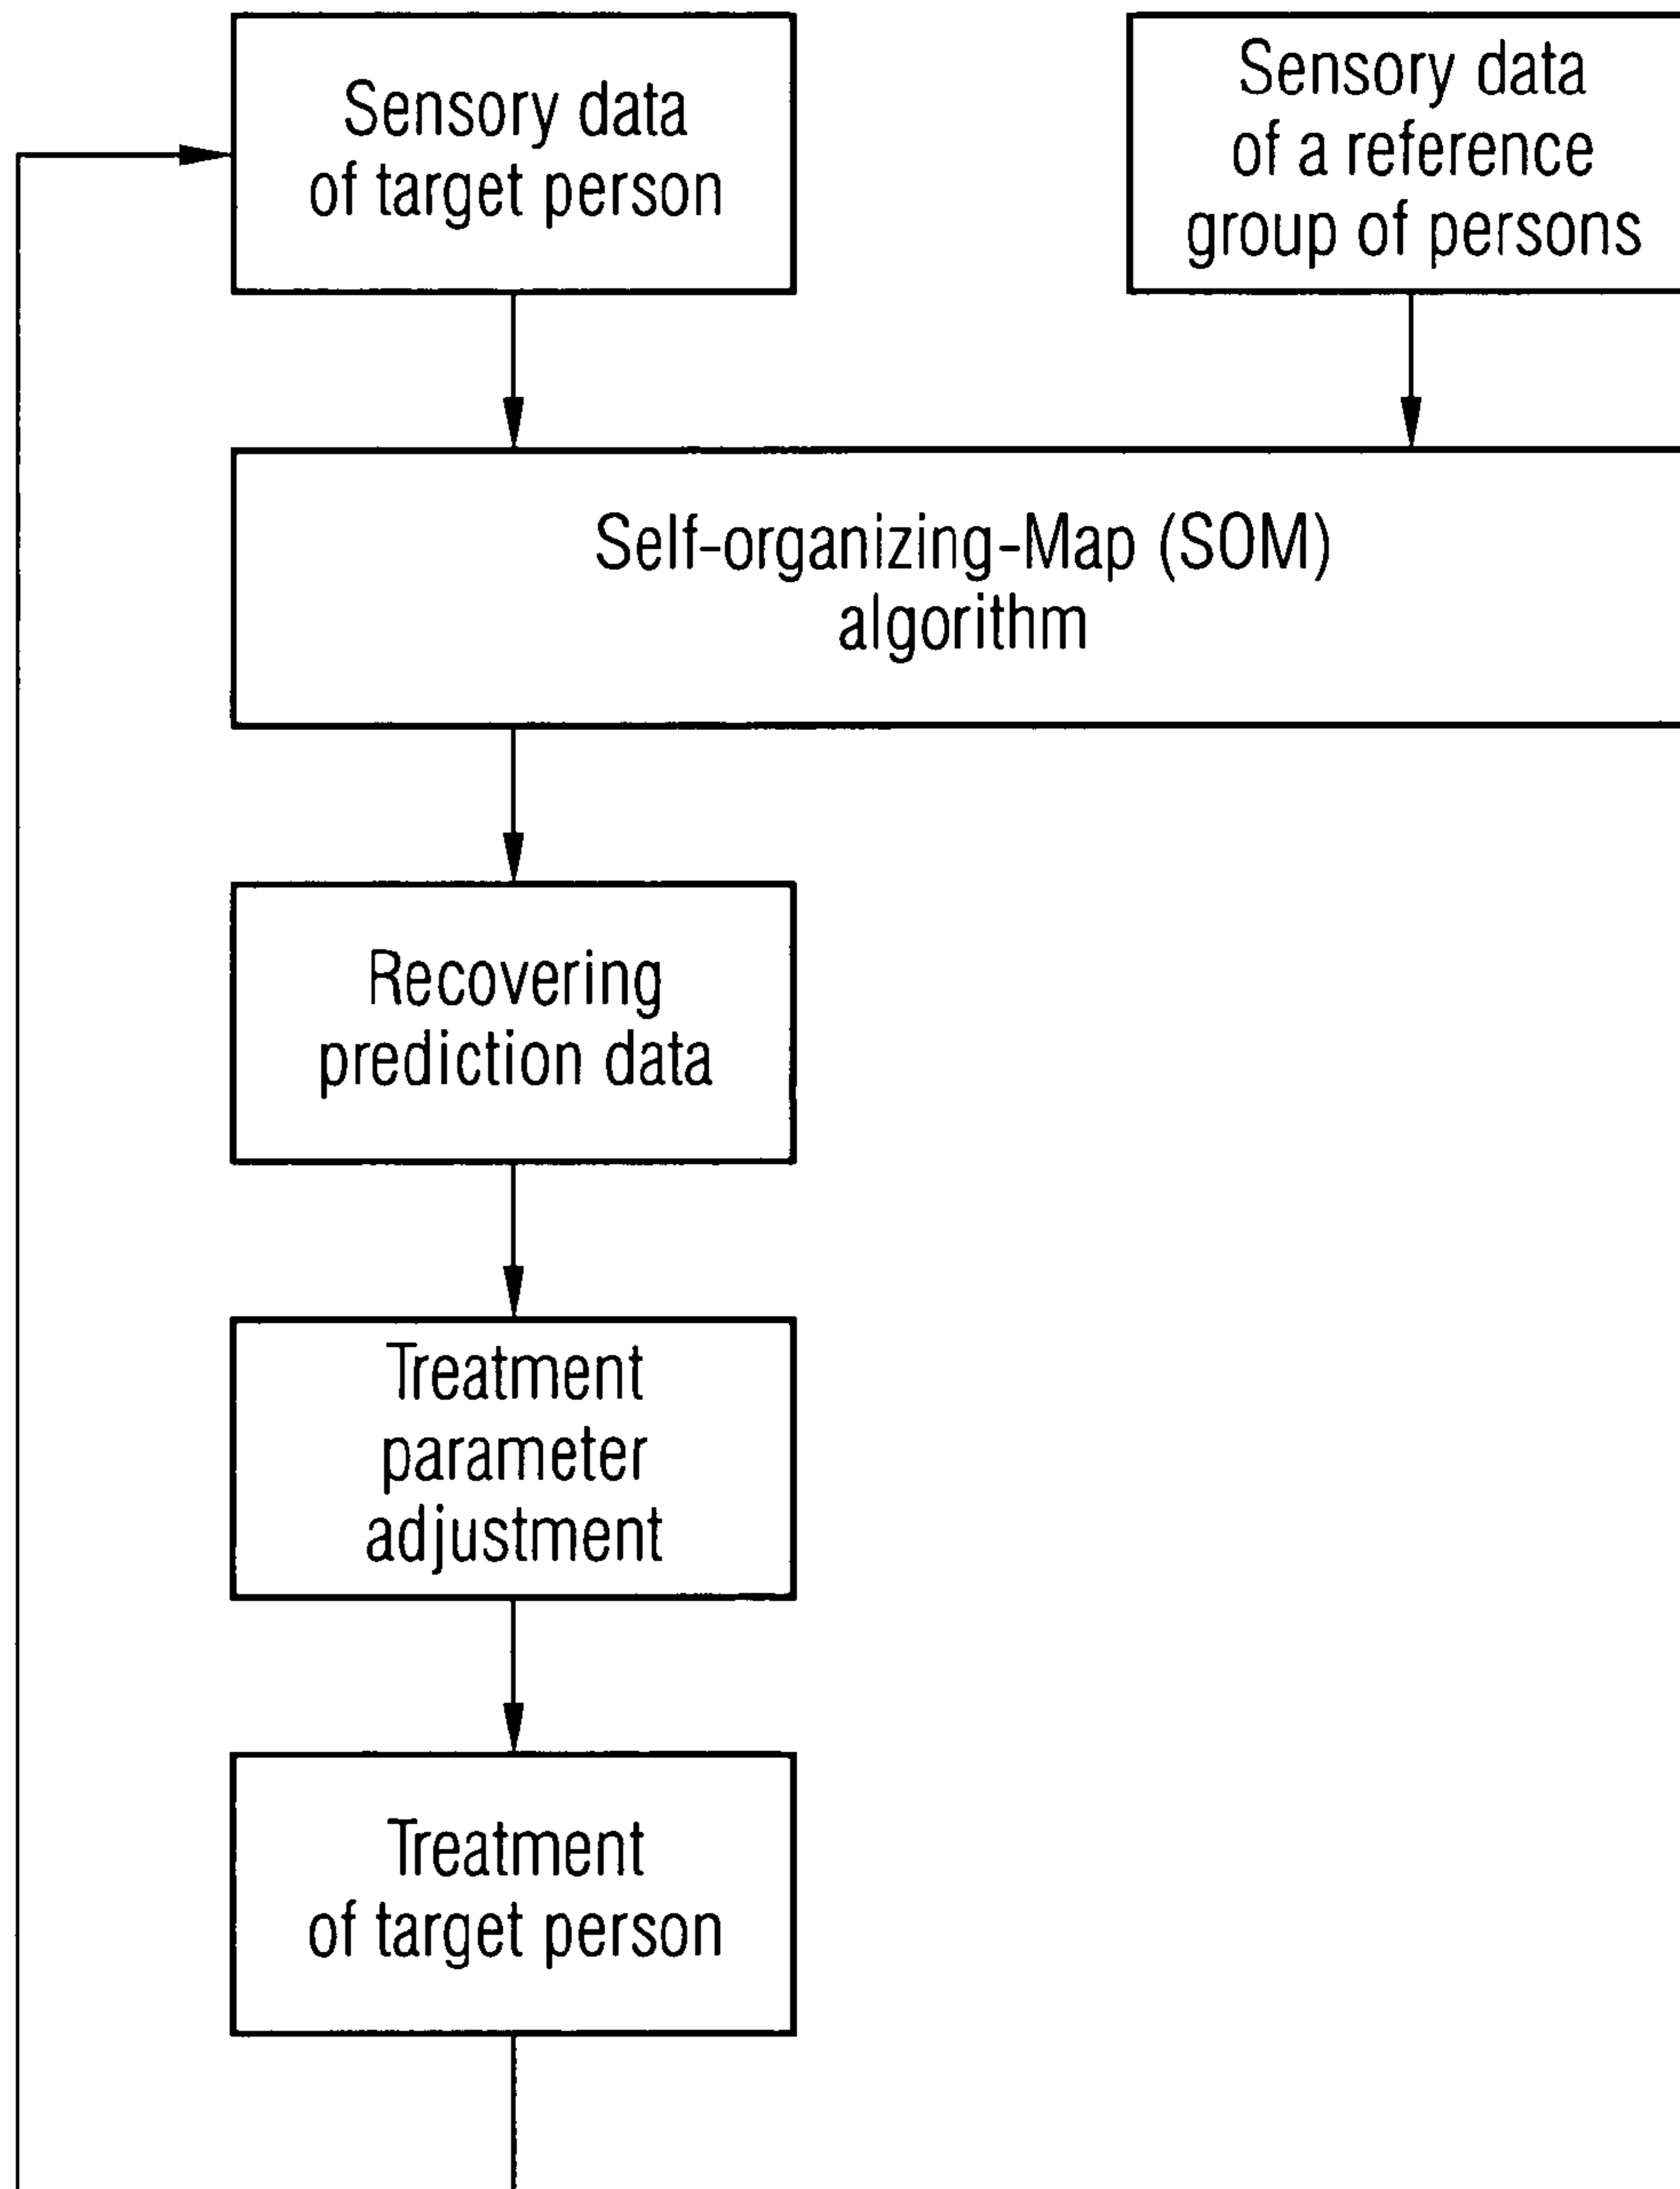 Sensory data
of target person
Sensory data
of a reference
group of persons
Self-organizing-Map (SOM)
algorithm
Recovering
prediction data
Treatment
parameter
adjustment
Treatment
of target person